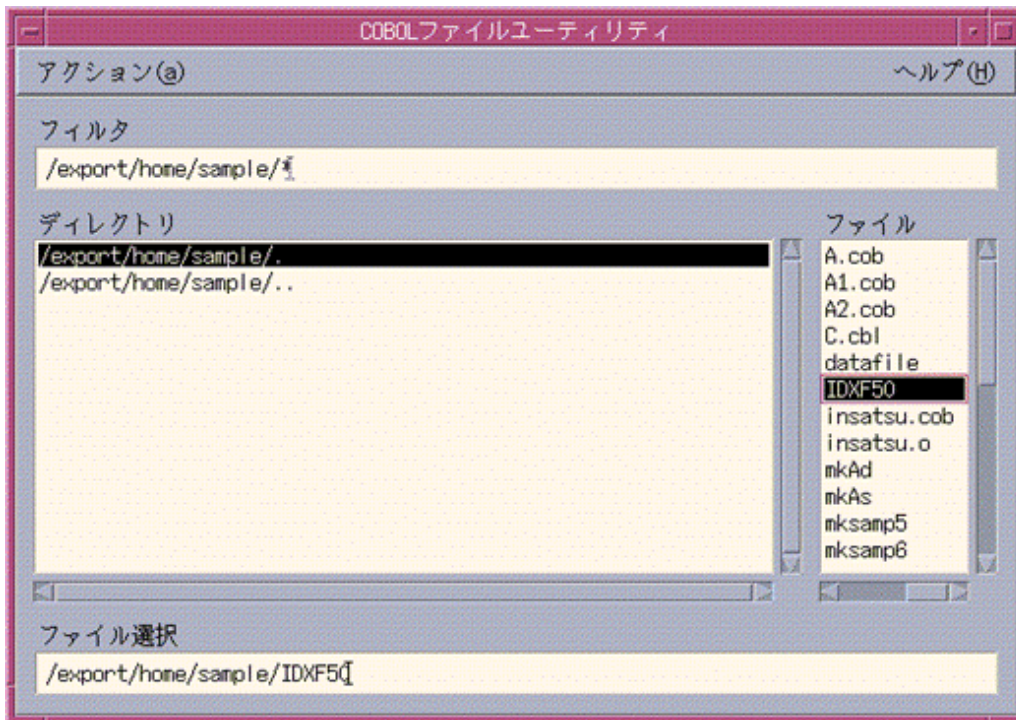 COBOLファイルユーティリティ
アクション(a) ヘルプ(H)
フィルタ
/export/home/sample/*
ディレクトリ
/export/home/sample/.
/export/home/sample/..
ファイル
A.cob
A1.cob
A2.cob
C.cbl
datafile
IDXF50
insatsu.cob
insatsu.o
mkAd
mkAs
mksamp5
mksamp6
ファイル選択
/export/home/sample/IDXF50